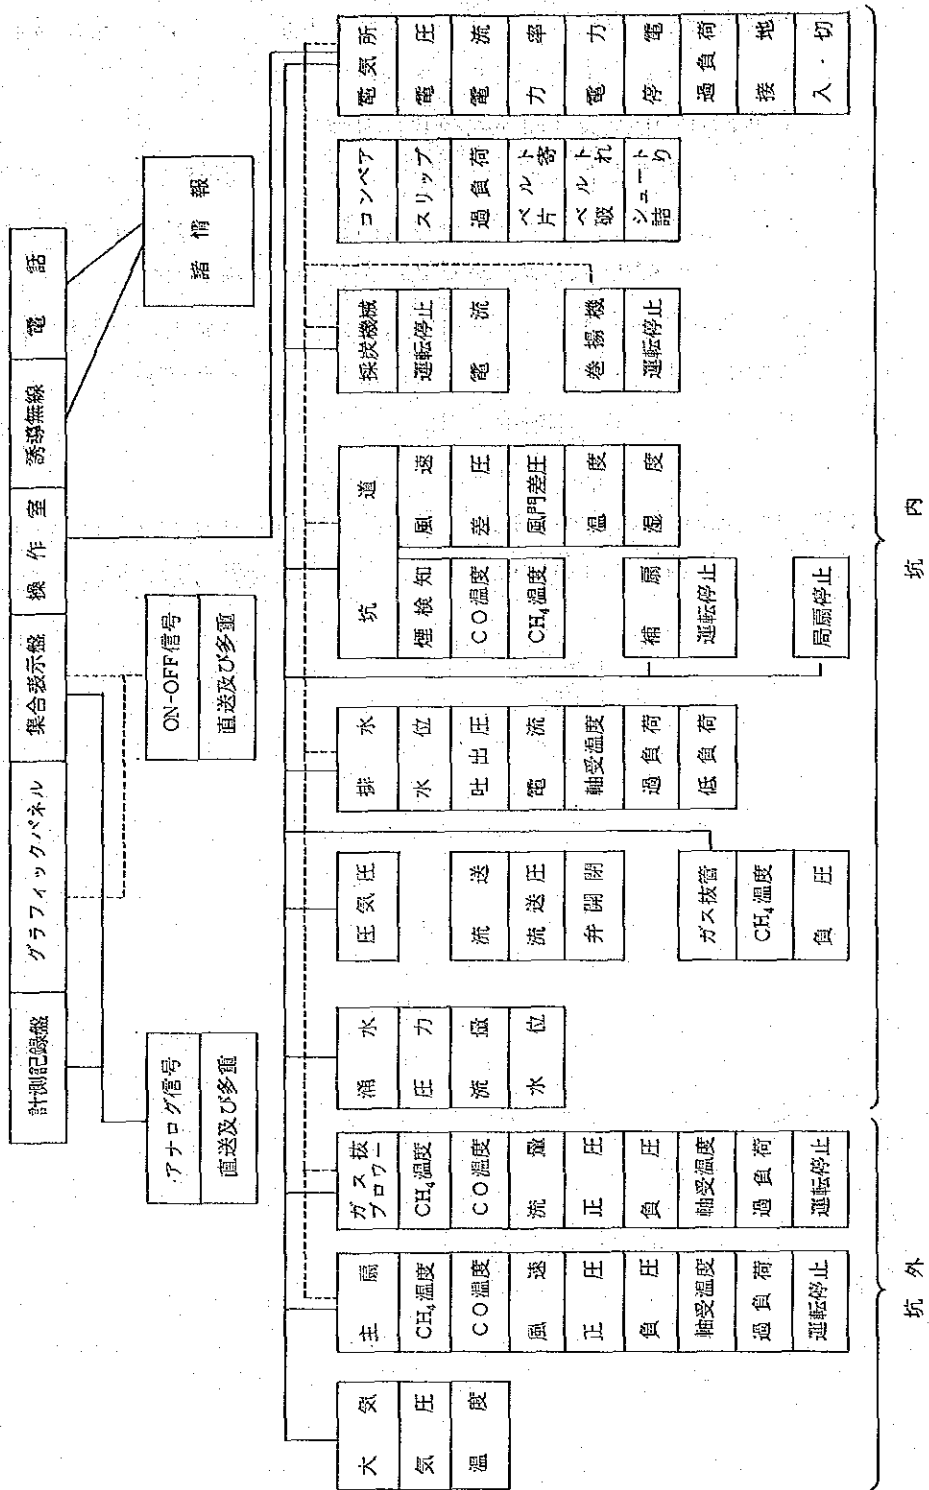 計測記録盤
グラフィックパネル
集合表示盤
操作室
誘導無線
電話
アナログ信号
直送及び多重
ON-OFF信号
直送及び多重
諸情報
大気
気圧
温度
主扇
CH₄温度
CO温度
風速
正圧
負圧
軸受温度
過負荷
運転停止
ガス抜
ブロワー
CH₄温度
CO温度
流量
正圧
負圧
軸受温度
過負荷
運転停止
消水
圧力
流量
水位
圧気圧
流送
流送圧
弁開閉
ガス抜管
CH₄温度
負圧
排水
水位
吐出圧
電流
軸受温度
過負荷
低負荷
坑道
煙検知
CO温度
CH₄温度
風速
差圧
風門差圧
温度
湿度
補扇
運転停止
局扇停止
採炭機械
運転停止
電流
巻揚機
運転停止
コンベア
スリップ
過負荷
ベルト片寄
ベルト破れ
シュート詰り
電気所
電圧
電流
力率
電力
停電
過負荷
接地
入・切
坑外
坑内